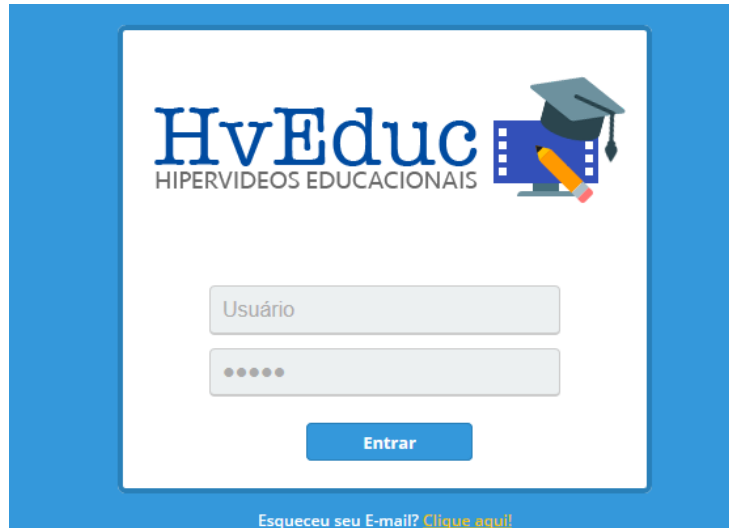 HvEduc
HIPERVIDEOS EDUCACIONAIS
Usuário
•••••
Entrar
Esqueceu seu E-mail? Clique aqui!